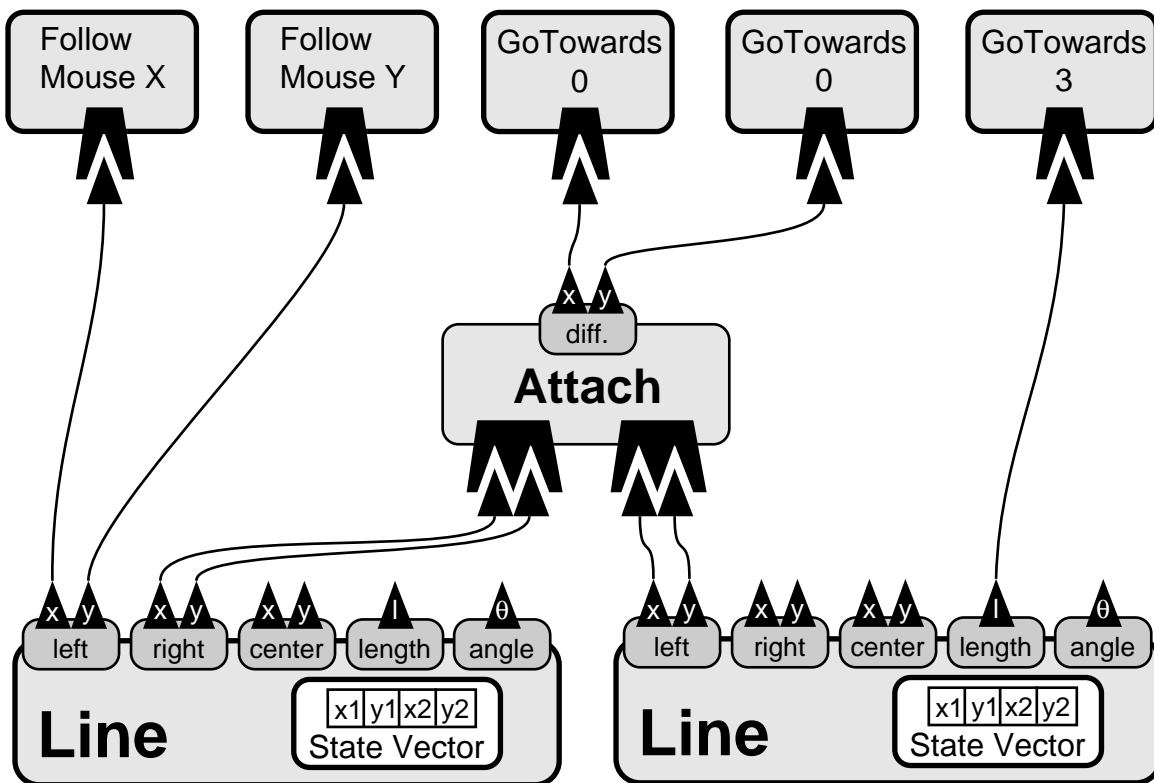 Follow
Mouse X
Follow
Mouse Y
GoTowards
0
GoTowards
0
GoTowards
3
x y
diff.
Attach
x y
left
x y
right
x y
center
l
length
θ
angle
Line
x1 y1 x2 y2
State Vector
x y
left
x y
right
x y
center
l
length
θ
angle
Line
x1 y1 x2 y2
State Vector